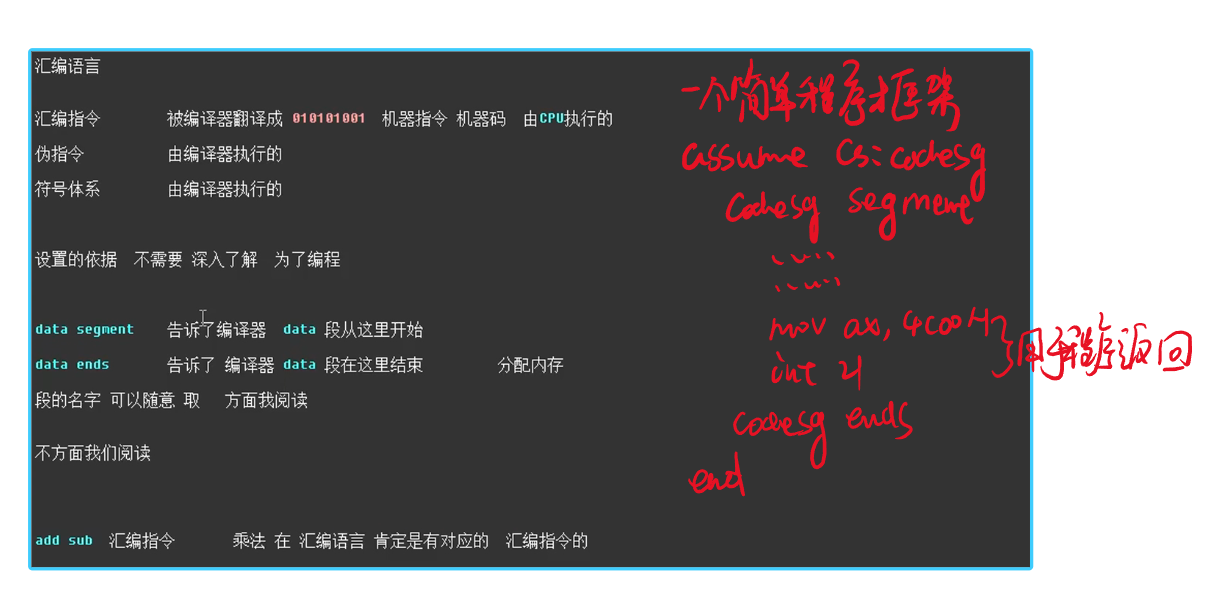 汇编语言
汇编指令 被编译器翻译成 010101001 机器指令 机器码 由CPU执行的
伪指令 由编译器执行的
符号体系 由编译器执行的
设置的依据 不需要 深入了解 为了编程
data segment 告诉了编译器 data 段从这里开始
data ends 告诉了 编译器 data 段在这里结束 分配内存
段的名字 可以随意 取 方面我阅读
不方面我们阅读
add sub 汇编指令 乘法 在 汇编语言 肯定是有对应的 汇编指令的
一个简单程序框架
assume cs:codesg
codesg segment
......
......
mov ax, 4c00H
int 21
用于程序返回
codesg ends
end